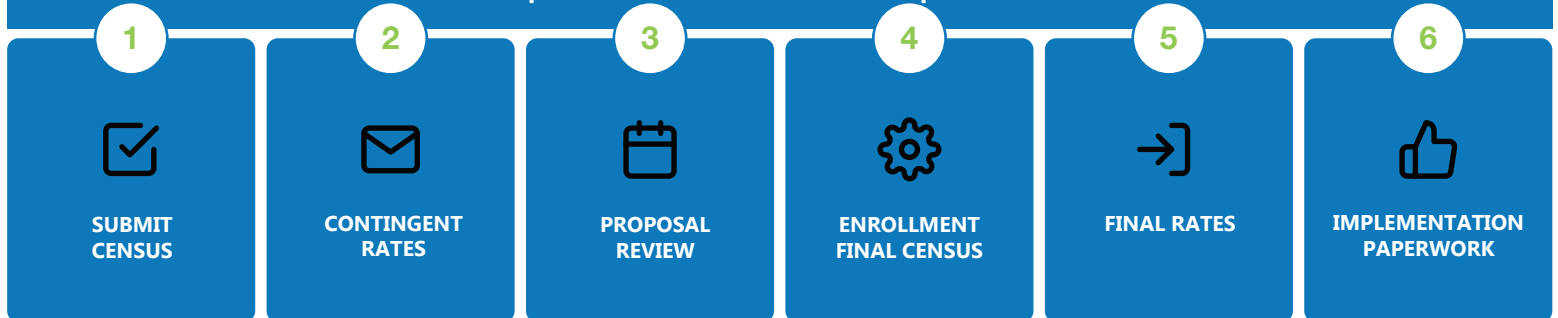 1
2
3
4
5
6
SUBMIT
CENSUS
CONTINGENT
RATES
PROPOSAL
REVIEW
ENROLLMENT
FINAL CENSUS
FINAL RATES
IMPLEMENTATION
PAPERWORK